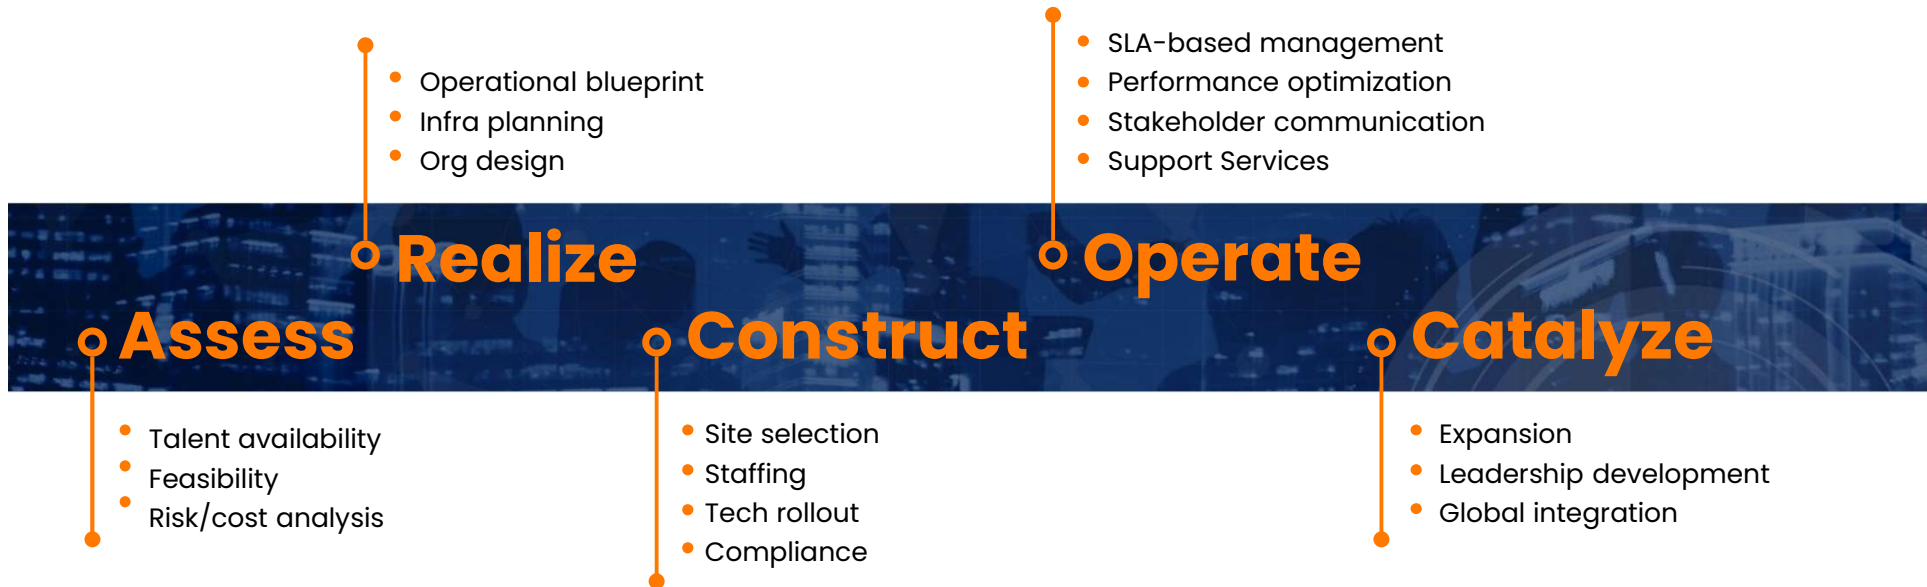 Assess
Talent availability
Feasibility
Risk/cost analysis
Realize
Operational blueprint
Infra planning
Org design
Construct
Site selection
Staffing
Tech rollout
Compliance
Operate
SLA-based management
Performance optimization
Stakeholder communication
Support Services
Catalyze
Expansion
Leadership development
Global integration